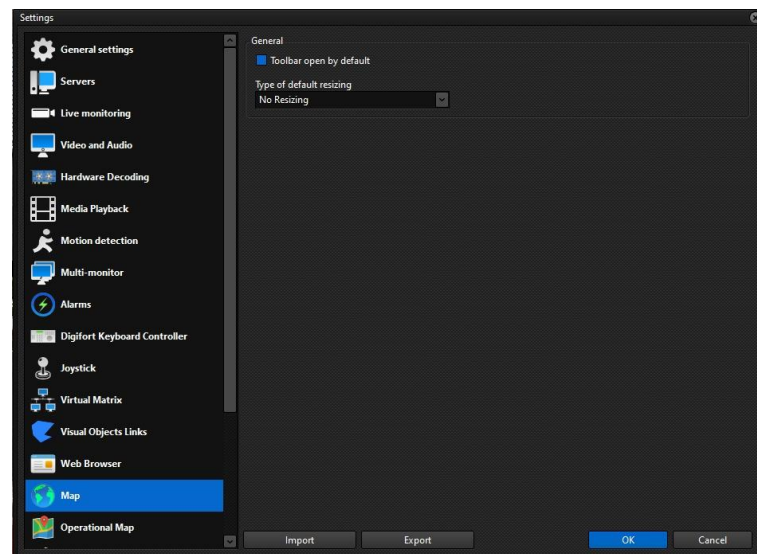 Settings
General settings
Servers
Live monitoring
Video and Audio
Hardware Decoding
Media Playback
Motion detection
Multi-monitor
Alarms
Digifort Keyboard Controller
Joystick
Virtual Matrix
Visual Objects Links
Web Browser
Map
Operational Map
General
Toolbar open by default
Type of default resizing
No Resizing
Import
Export
OK
Cancel